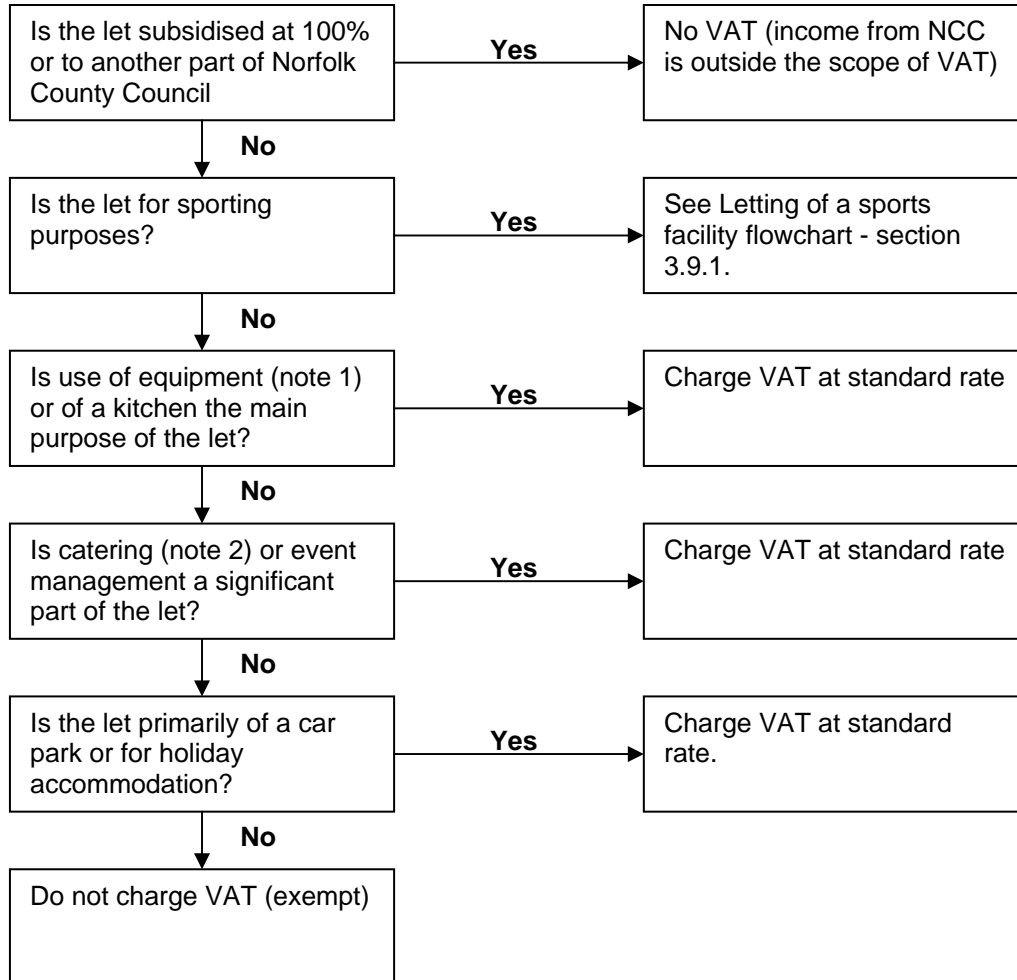 Is the let subsidised at 100%
or to another part of Norfolk
County Council
Yes
No VAT (income from NCC
is outside the scope of VAT)
No
Is the let for sporting
purposes?
Yes
See Letting of a sports
facility flowchart - section
3.9.1.
No
Is use of equipment (note 1)
or of a kitchen the main
purpose of the let?
Yes
Charge VAT at standard rate
No
Is catering (note 2) or event
management a significant
part of the let?
Yes
Charge VAT at standard rate
No
Is the let primarily of a car
park or for holiday
accommodation?
Yes
Charge VAT at standard
rate.
No
Do not charge VAT (exempt)